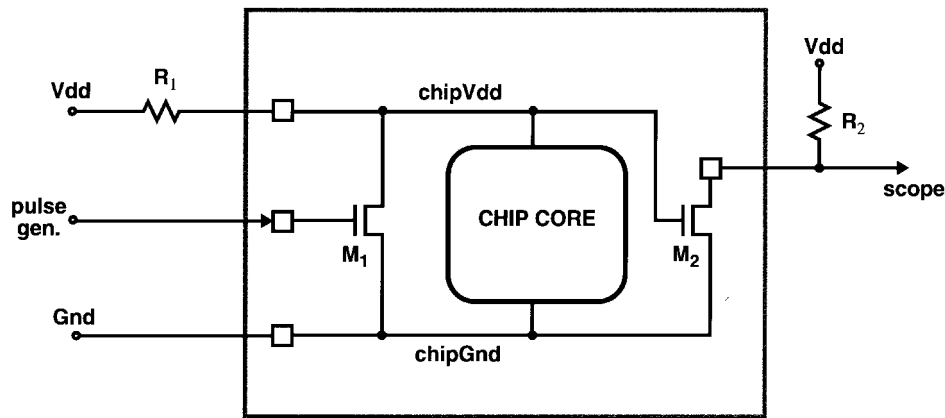 Vdd
R1
chipVdd
Vdd
R2
scope
pulse
gen.
M1
CHIP CORE
M2
Gnd
chipGnd